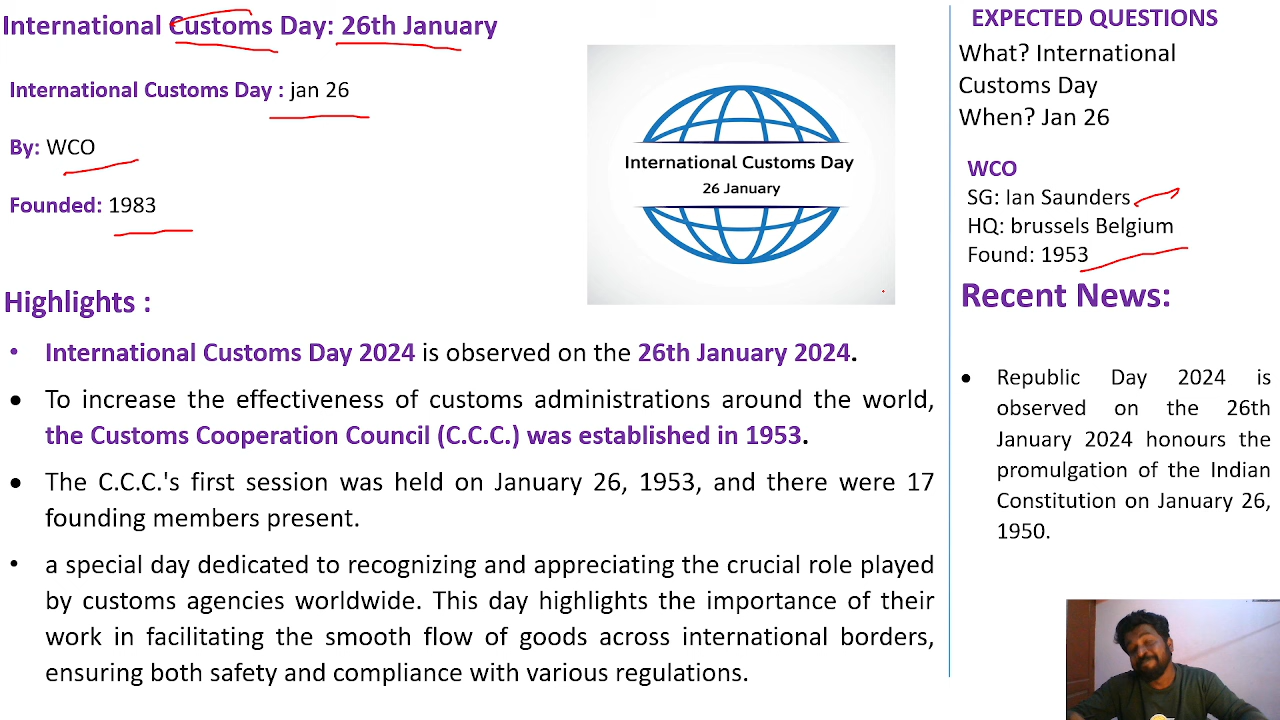 International Customs Day: 26th January
International Customs Day : jan 26
By: WCO
Founded: 1983
International Customs Day
26 January
Highlights :
• International Customs Day 2024 is observed on the 26th January 2024.
• To increase the effectiveness of customs administrations around the world,
the Customs Cooperation Council (C.C.C.) was established in 1953.
• The C.C.C.'s first session was held on January 26, 1953, and there were 17
founding members present.
• a special day dedicated to recognizing and appreciating the crucial role played
by customs agencies worldwide. This day highlights the importance of their
work in facilitating the smooth flow of goods across international borders,
ensuring both safety and compliance with various regulations.
EXPECTED QUESTIONS
What? International
Customs Day
When? Jan 26
WCO
SG: Ian Saunders
HQ: brussels Belgium
Found: 1953
Recent News:
• Republic Day 2024 is
observed on the 26th
January 2024 honours the
promulgation of the Indian
Constitution on January 26,
1950.